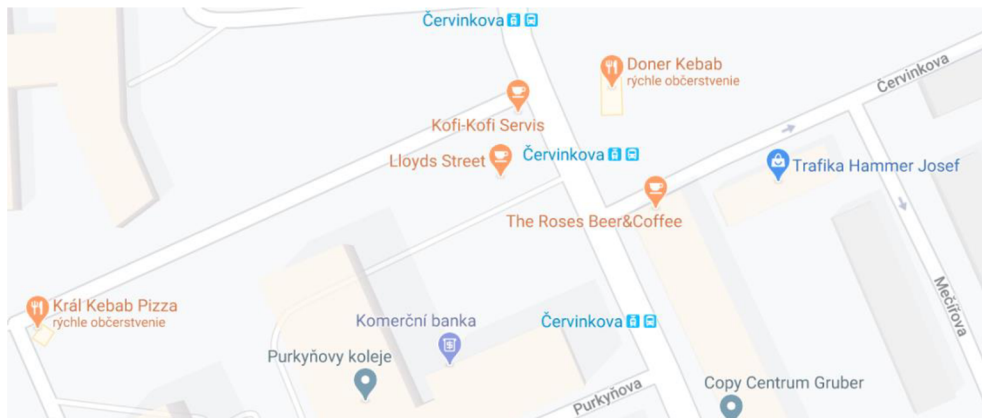 Červinkova
Doner Kebab
rýchle občerstvenie
Červinkova
Kofi-Kofi Servis
Lloyds Street
Červinkova
Trafika Hammer Josef
The Roses Beer&Coffee
Král Kebab Pizza
rýchle občerstvenie
Mečířova
Komerční banka
Červinkova
Purkyňovy koleje
Purkyňova
Copy Centrum Gruber